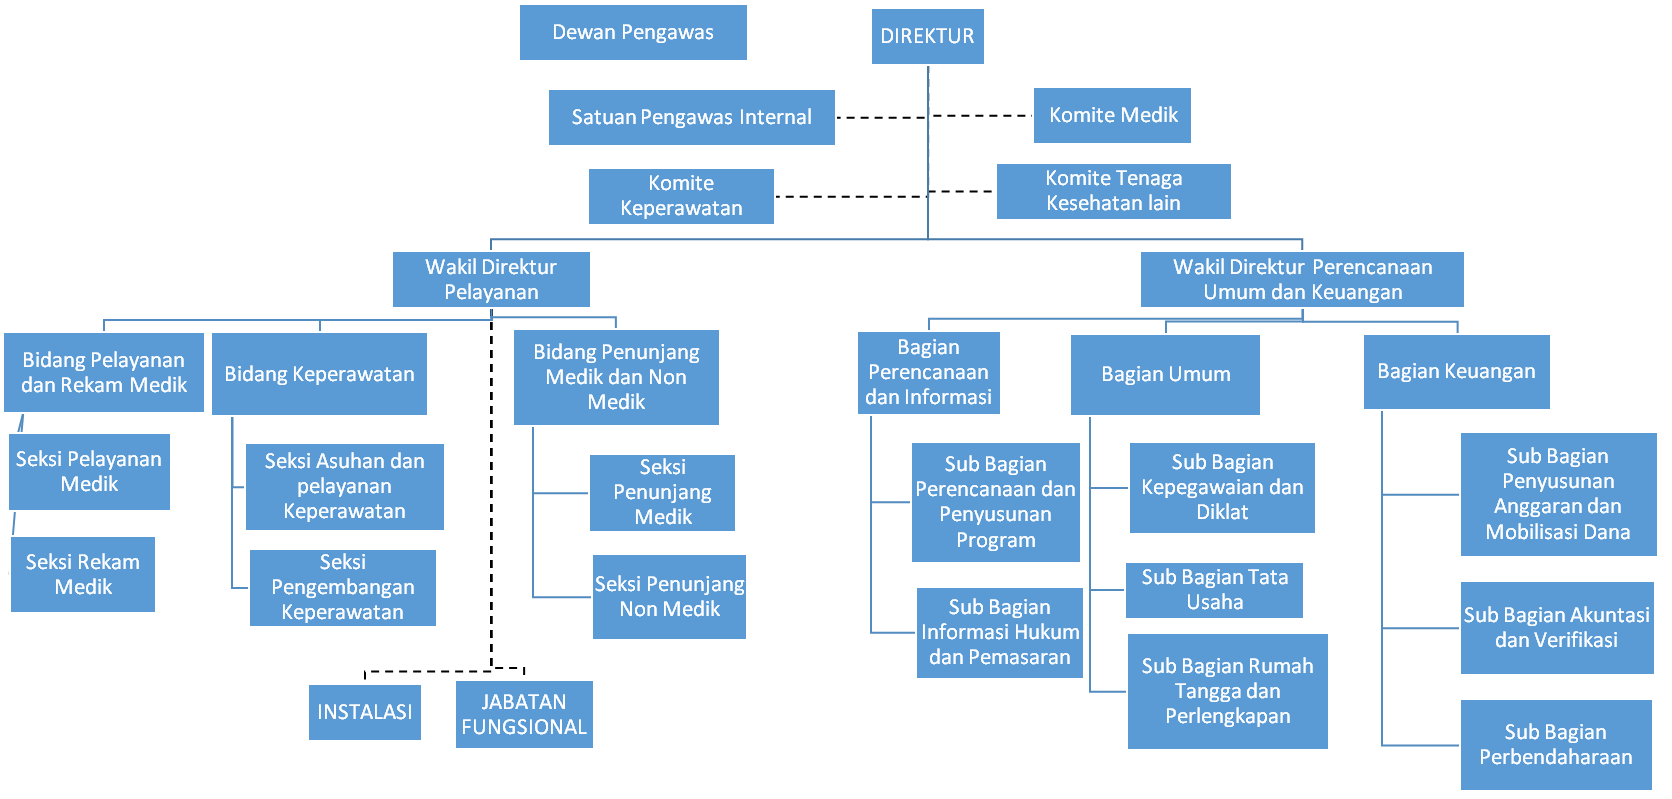 Dewan Pengawas
DIREKTUR
Satuan Pengawas Internal
Komite Medik
Komite
Keperawatan
Komite Tenaga
Kesehatan lain
Wakil Direktur
Pelayanan
Wakil Direktur Perencanaan
Umum dan Keuangan
Bidang Pelayanan
dan Rekam Medik
Bidang Keperawatan
Bidang Penunjang
Medik dan Non
Medik
Bagian
Perencanaan
dan Informasi
Bagian Umum
Bagian Keuangan
Seksi Pelayanan
Medik
Seksi Rekam
Medik
Seksi Asuhan dan
pelayanan
Keperawatan
Seksi
Pengembangan
Keperawatan
Seksi
Penunjang
Medik
Seksi Penunjang
Non Medik
Sub Bagian
Perencanaan dan
Penyusunan
Program
Sub Bagian
Informasi Hukum
dan Pemasaran
Sub Bagian
Kepegawaian dan
Diklat
Sub Bagian Tata
Usaha
Sub Bagian Rumah
Tangga dan
Perlengkapan
Sub Bagian
Penyusunan
Anggaran dan
Mobilisasi Dana
Sub Bagian Akuntasi
dan Verifikasi
Sub Bagian
Perbendaharaan
INSTALASI
JABATAN
FUNGSIONAL